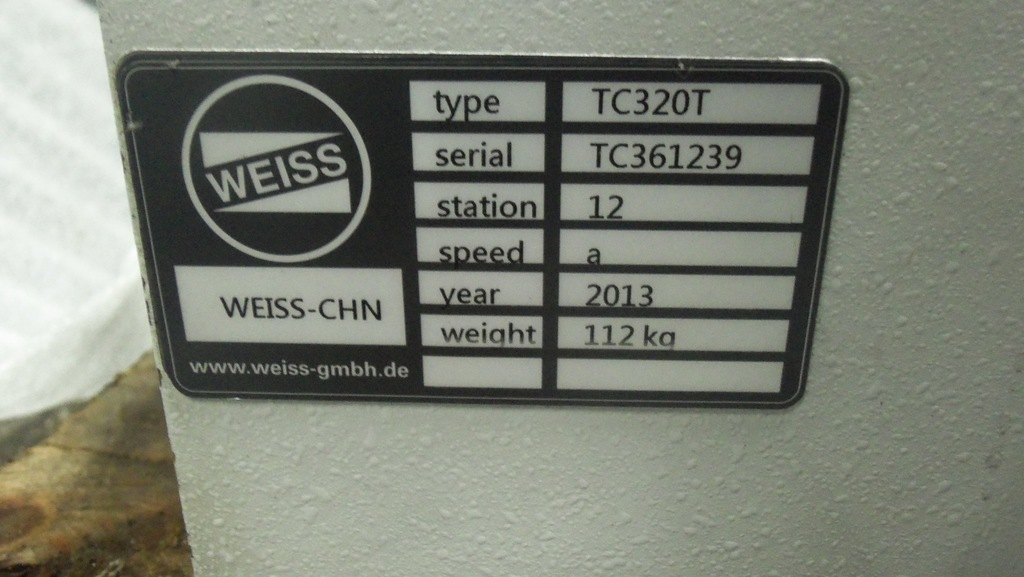 WEISS
WEISS-CHN
www.weiss-gmbh.de
type TC320T
serial TC361239
station 12
speed a
year 2013
weight 112 kg